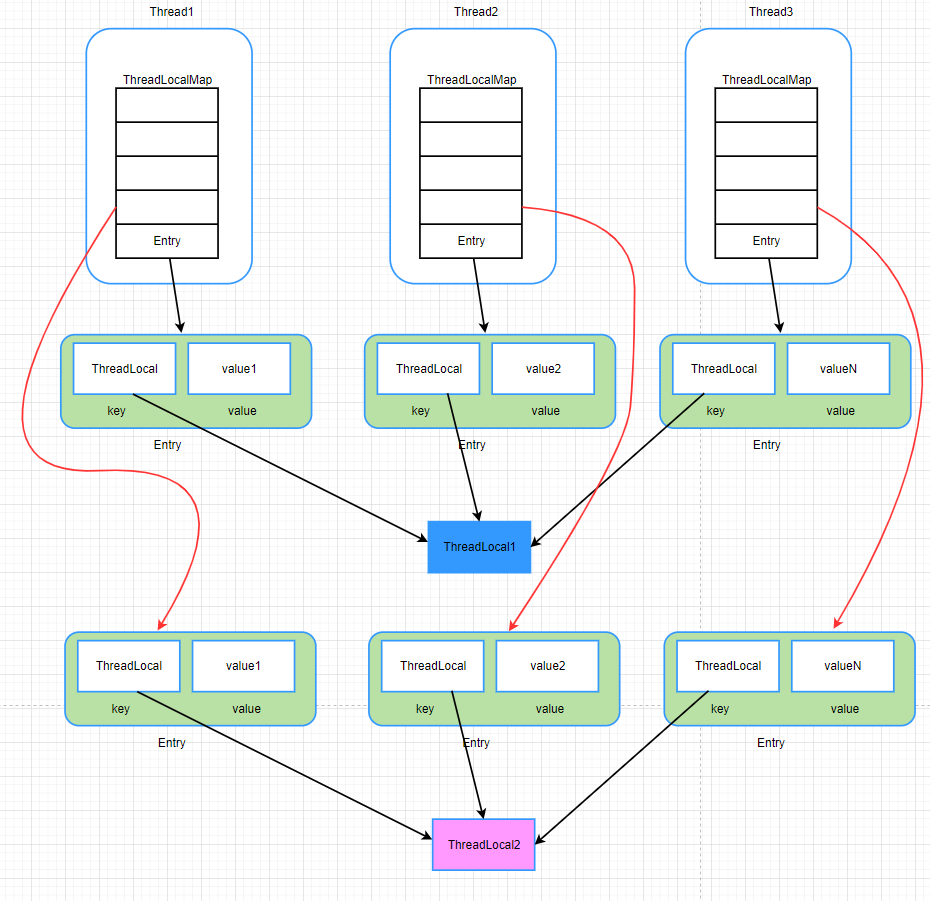 Thread1
Thread2
Thread3
ThreadLocalMap
ThreadLocalMap
ThreadLocalMap
Entry
Entry
Entry
ThreadLocal
value1
ThreadLocal
value2
ThreadLocal
valueN
key
value
key
value
key
value
Entry
Entry
Entry
ThreadLocal1
ThreadLocal
value1
ThreadLocal
value2
ThreadLocal
valueN
key
value
key
value
key
value
Entry
Entry
Entry
ThreadLocal2